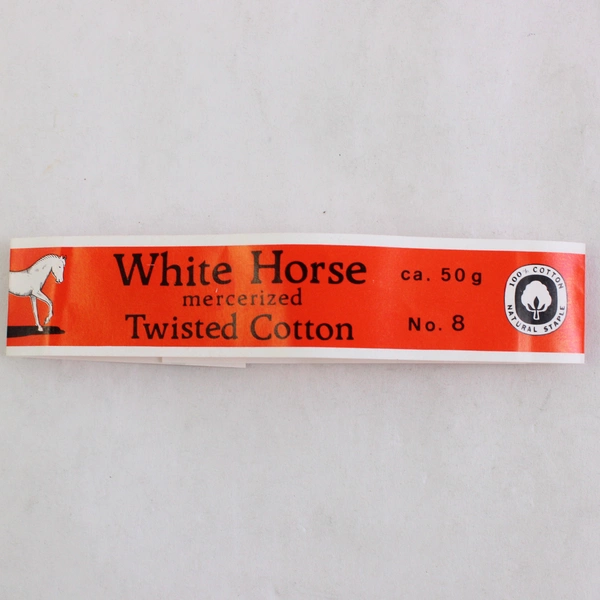 White Horse
mercerized
Twisted Cotton
ca. 50 g
No. 8
100% COTTON
NATURAL STAPLE